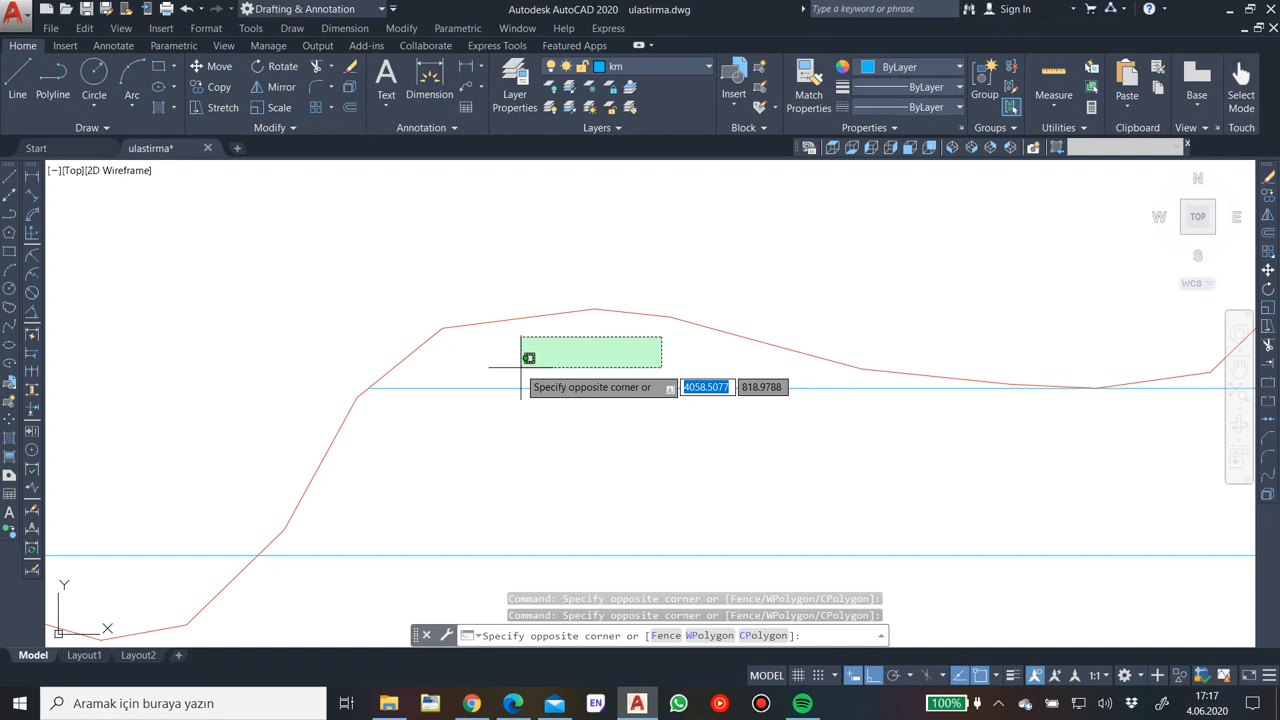 Drafting & Annotation
Autodesk AutoCAD 2020 ulastirma.dwg
Type a keyword or phrase
Sign In
File Edit View Insert Format Tools Draw Dimension Modify Parametric Window Help Express
Home Insert Annotate Parametric View Manage Output Add-ins Collaborate Express Tools Featured Apps
Line Polyline Circle Arc
Move Rotate
Copy Mirror
Stretch Scale
Text Dimension
Layer Properties
km
Insert
Match Properties
ByLayer
ByLayer
ByLayer
Group
Measure
Paste
Base
Select Mode
Draw Modify Annotation Layers Block Properties Groups Utilities Clipboard View Touch
Start ulastirma*
[−][Top][2D Wireframe]
N
W TOP E
S
WCS
Specify opposite corner or 4058.5077 818.9788
Y
X
Command: Specify opposite corner or [Fence/WPolygon/CPolygon]:
Command: Specify opposite corner or [Fence/WPolygon/CPolygon]:
Specify opposite corner or [Fence WPolygon CPolygon]:
Model Layout1 Layout2
MODEL 1:1
Aramak için buraya yazın
EN
100%
17:17
4.06.2020